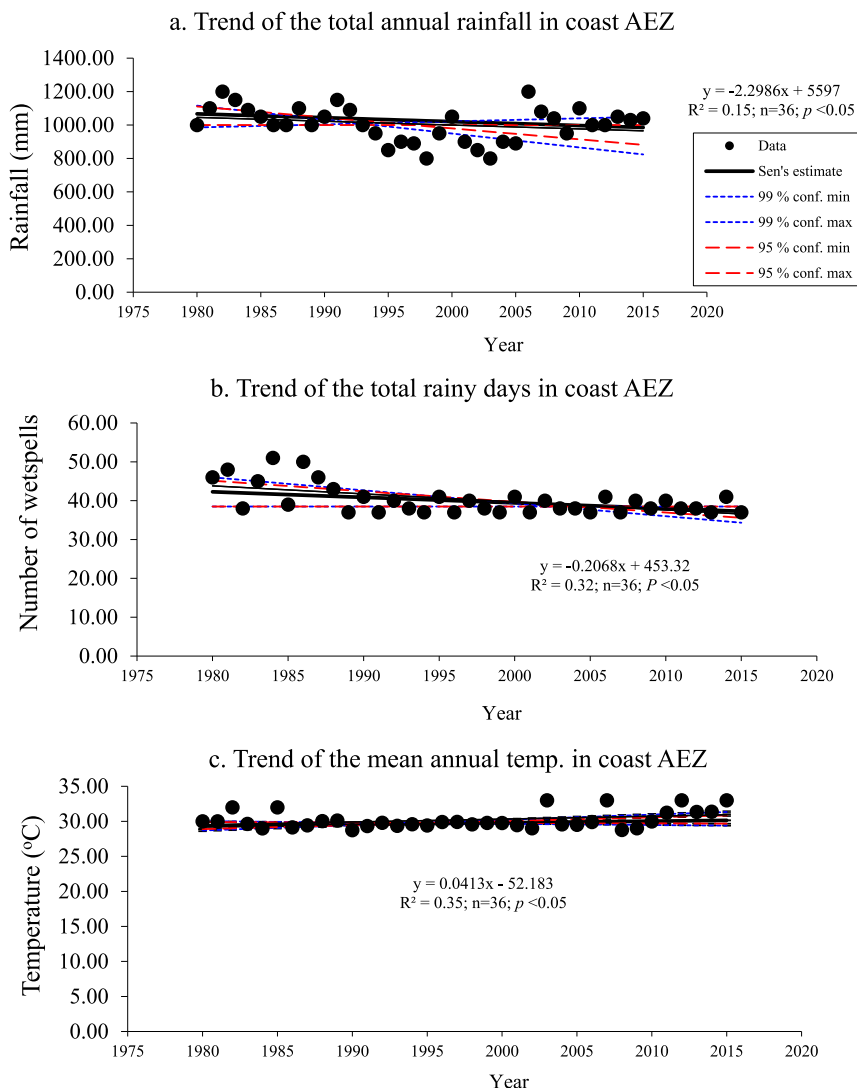 a. Trend of the total annual rainfall in coast AEZ
1400.00
1200.00
1000.00
800.00
600.00
400.00
200.00
0.00
Rainfall (mm)
y = -2.2986x + 5597
R² = 0.15; n=36; p <0.05
Data
Sen's estimate
99 % conf. min
99 % conf. max
95 % conf. min
95 % conf. max
1975 1980 1985 1990 1995 2000 2005 2010 2015 2020
Year
b. Trend of the total rainy days in coast AEZ
60.00
50.00
40.00
30.00
20.00
10.00
0.00
Number of wetspells
y = -0.2068x + 453.32
R² = 0.32; n=36; P <0.05
1975 1980 1985 1990 1995 2000 2005 2010 2015 2020
Year
c. Trend of the mean annual temp. in coast AEZ
35.00
30.00
25.00
20.00
15.00
10.00
5.00
0.00
Temperature (ºC)
y = 0.0413x - 52.183
R² = 0.35; n=36; p <0.05
1975 1980 1985 1990 1995 2000 2005 2010 2015 2020
Year